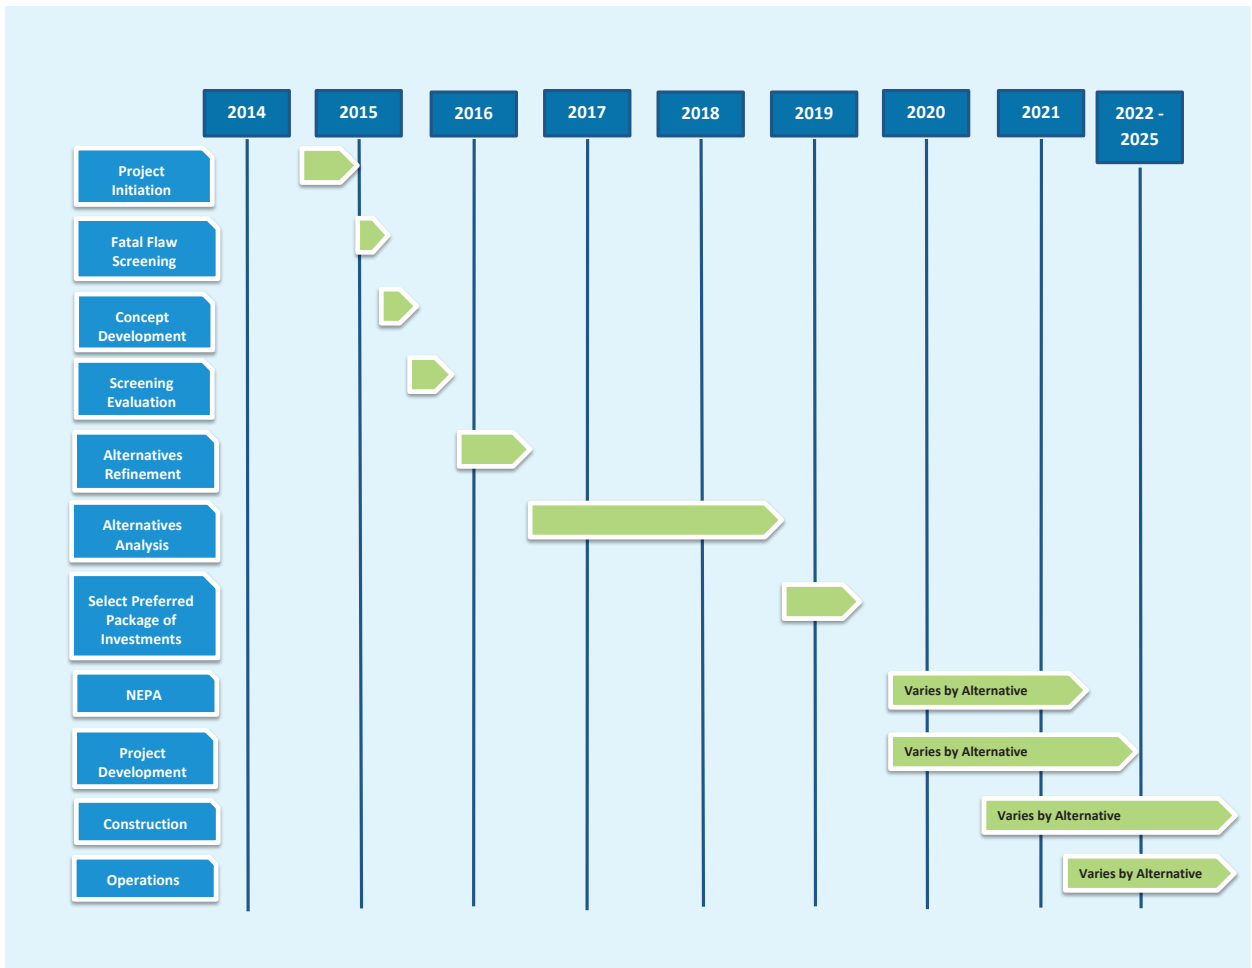 2014
2015
2016
2017
2018
2019
2020
2021
2022 -
2025
Project
Initiation
Fatal Flaw
Screening
Concept
Development
Screening
Evaluation
Alternatives
Refinement
Alternatives
Analysis
Select Preferred
Package of
Investments
NEPA
Varies by Alternative
Project
Development
Varies by Alternative
Construction
Varies by Alternative
Operations
Varies by Alternative